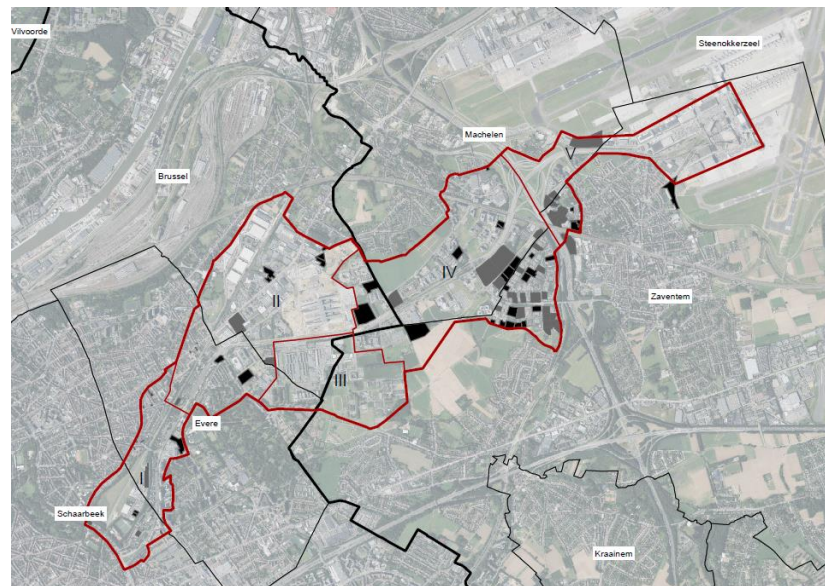 Vilvoorde
Steenokkerzeel
Machelen
V
Brussel
IV
II
Zaventem
III
Evere
I
Schaarbeek
Kraainem